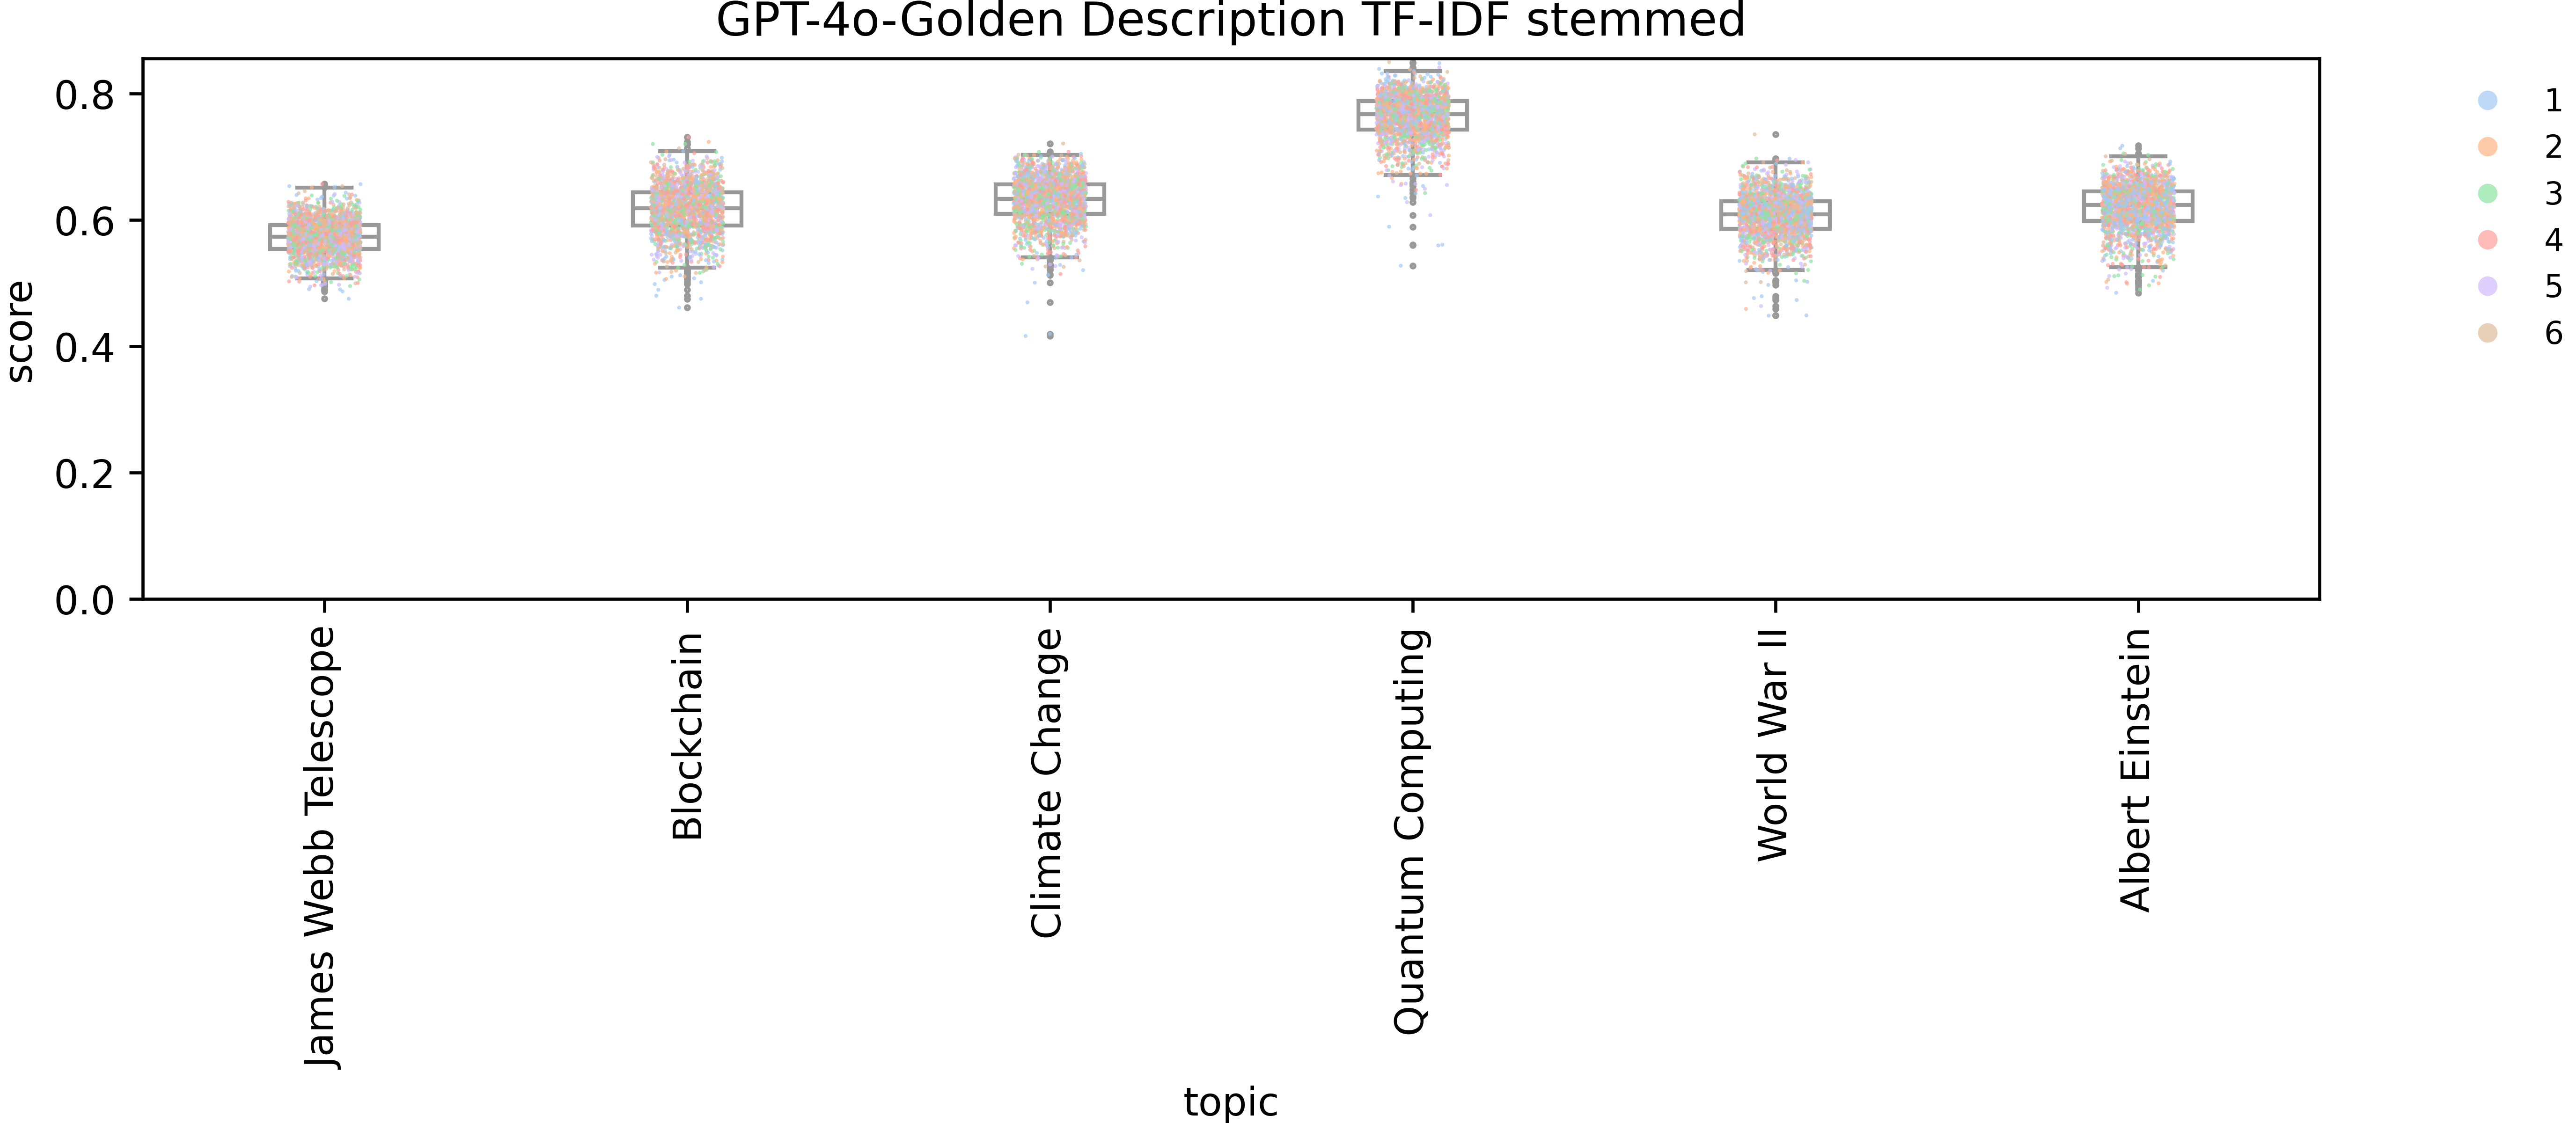 GPT-4o-Golden Description TF-IDF stemmed
score
0.8
0.6
0.4
0.2
0.0
1
2
3
4
5
6
James Webb Telescope
Blockchain
Climate Change
Quantum Computing
World War II
Albert Einstein
topic